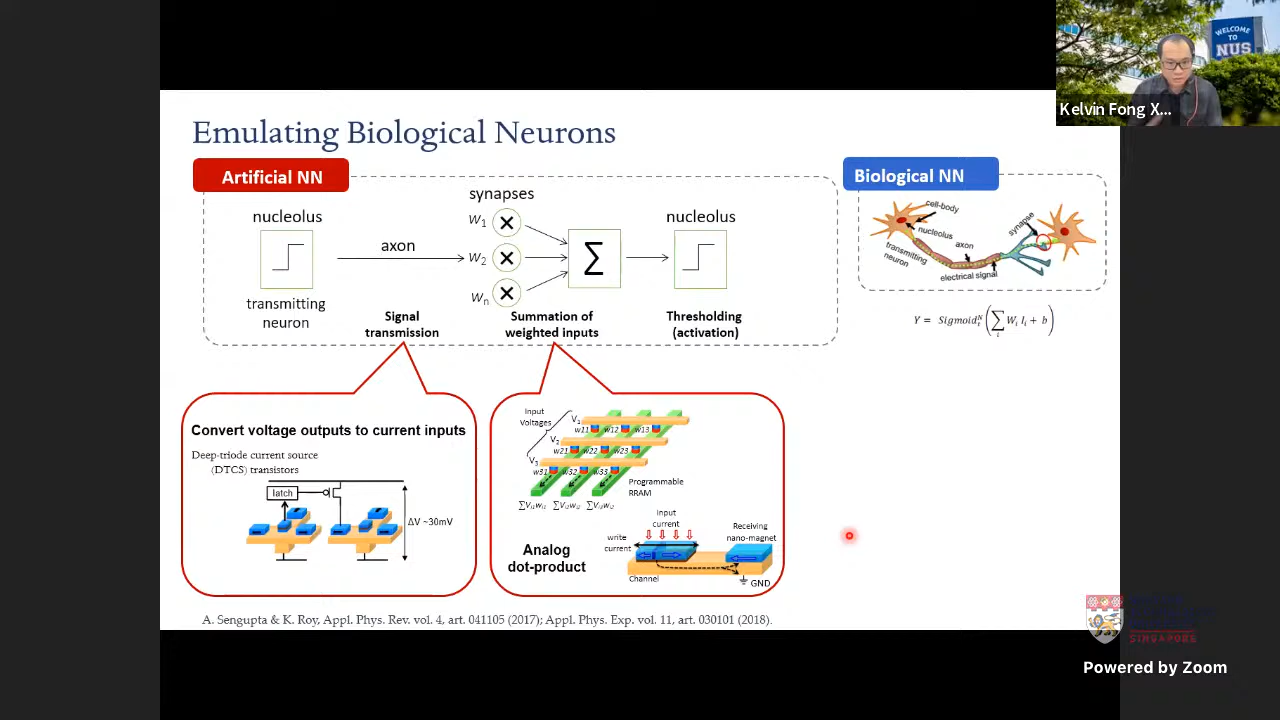 WELCOME
TO
NUS
Kelvin Fong X...
Emulating Biological Neurons
Artificial NN
nucleolus
axon
synapses
W1
W2
Wn
Σ
nucleolus
transmitting
neuron
Signal
transmission
Summation of
weighted inputs
Thresholding
(activation)
Biological NN
cell-body
nucleolus
axon
synapse
transmitting
neuron
electrical signal
Y = Sigmoid
(∑ Wi Ii + b)
i
Convert voltage outputs to current inputs
Deep-triode current source
(DTCS) transistors
latch
ΔV ~30mV
Input
Voltages
V1
V2
V3
w11 w12 w13
w21 w22 w23
w31 w32 w33
Programmable
RRAM
Input
current
write
current
Receiving
nano-magnet
Channel
GND
Analog
dot-product
A. Sengupta & K. Roy, Appl. Phys. Rev. vol. 4, art. 041105 (2017); Appl. Phys. Exp. vol. 11, art. 030101 (2018).
SINGAPORE
Powered by Zoom